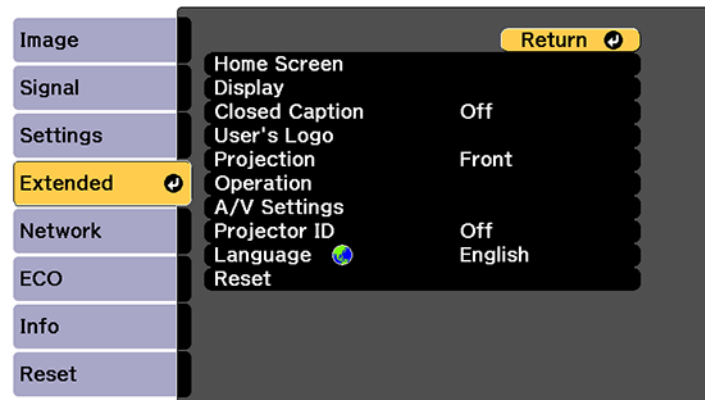 Image
Signal
Settings
Extended
Network
ECO
Info
Reset
Return
Home Screen
Display
Closed Caption Off
User's Logo
Projection Front
Operation
A/V Settings
Projector ID Off
Language English
Reset